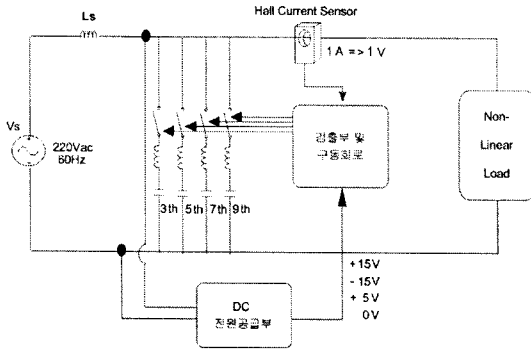 Hall Current Sensor
Ls
1 A => 1 V
Vs
220Vac
60Hz
검출부 및
구동회로
Non-
Linear
Load
3th
5th
7th
9th
+15V
- 15V
+ 5V
0V
DC
전원공급부